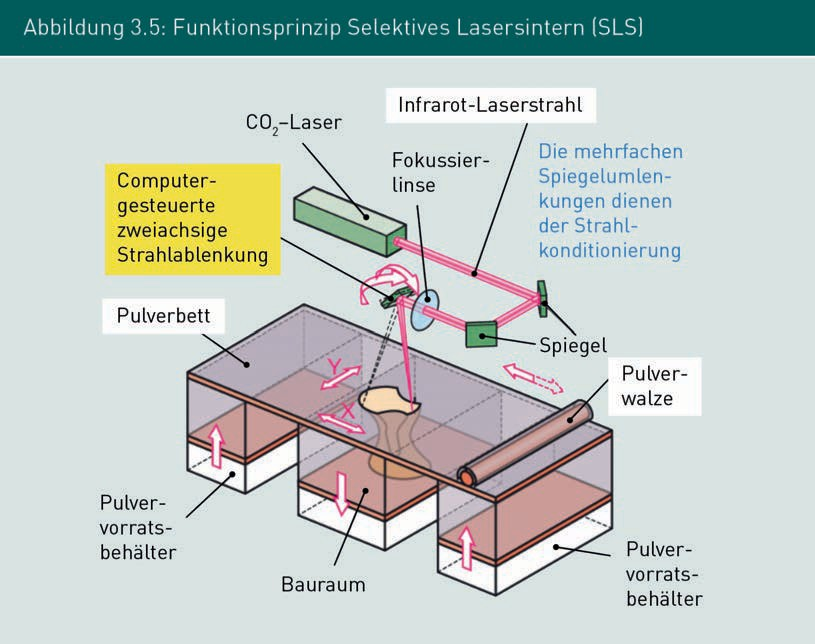 Abbildung 3.5: Funktionsprinzip Selektives Lasersintern (SLS)
Infrarot-Laserstrahl
CO₂–Laser
Fokussier-
linse
Die mehrfachen
Spiegelumlen-
kungen dienen
der Strahl-
konditionierung
Computer-
gesteuerte
zweiachsige
Strahlablenkung
Pulverbett
Spiegel
Pulver-
walze
Y
X
Pulver-
vorrats-
behälter
Bauraum
Pulver-
vorrats-
behälter